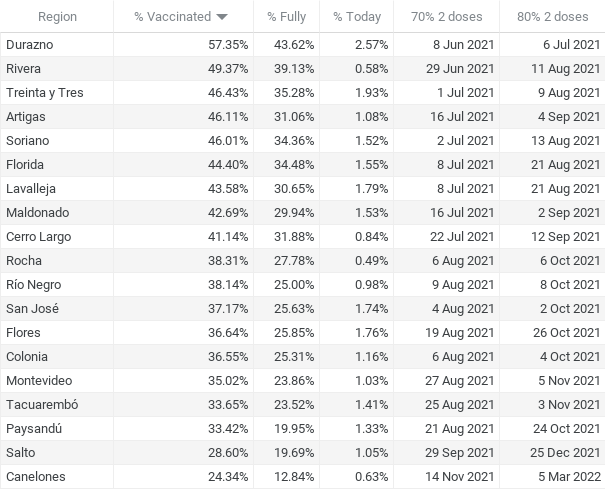 Region % Vaccinated % Fully % Today 70% 2 doses 80% 2 doses
Durazno 57.35% 43.62% 2.57% 8 Jun 2021 6 Jul 2021
Rivera 49.37% 39.13% 0.58% 29 Jun 2021 11 Aug 2021
Treinta y Tres 46.43% 35.28% 1.93% 1 Jul 2021 9 Aug 2021
Artigas 46.11% 31.06% 1.08% 16 Jul 2021 4 Sep 2021
Soriano 46.01% 34.36% 1.52% 2 Jul 2021 13 Aug 2021
Florida 44.40% 34.48% 1.55% 8 Jul 2021 21 Aug 2021
Lavalleja 43.58% 30.65% 1.79% 8 Jul 2021 21 Aug 2021
Maldonado 42.69% 29.94% 1.53% 16 Jul 2021 2 Sep 2021
Cerro Largo 41.14% 31.88% 0.84% 22 Jul 2021 12 Sep 2021
Rocha 38.31% 27.78% 0.49% 6 Aug 2021 6 Oct 2021
Río Negro 38.14% 25.00% 0.98% 9 Aug 2021 8 Oct 2021
San José 37.17% 25.63% 1.74% 4 Aug 2021 2 Oct 2021
Flores 36.64% 25.85% 1.76% 19 Aug 2021 26 Oct 2021
Colonia 36.55% 25.31% 1.16% 6 Aug 2021 4 Oct 2021
Montevideo 35.02% 23.86% 1.03% 27 Aug 2021 5 Nov 2021
Tacuarembó 33.65% 23.52% 1.41% 25 Aug 2021 3 Nov 2021
Paysandú 33.42% 19.95% 1.33% 21 Aug 2021 24 Oct 2021
Salto 28.60% 19.69% 1.05% 29 Sep 2021 25 Dec 2021
Canelones 24.34% 12.84% 0.63% 14 Nov 2021 5 Mar 2022